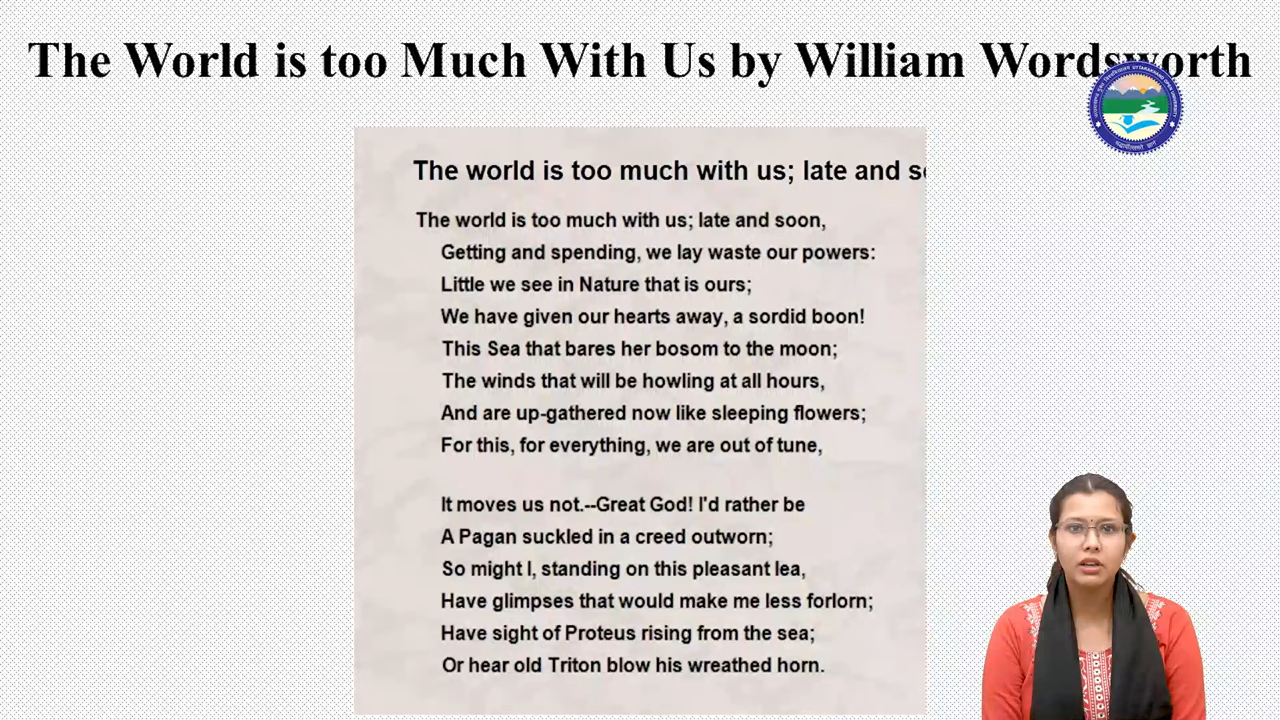 The World is too Much With Us by William Wordsworth
UTTARAKHAND OPEN UNIVERSITY
The world is too much with us; late and s
The world is too much with us; late and soon,
Getting and spending, we lay waste our powers:
Little we see in Nature that is ours;
We have given our hearts away, a sordid boon!
This Sea that bares her bosom to the moon;
The winds that will be howling at all hours,
And are up-gathered now like sleeping flowers;
For this, for everything, we are out of tune,
It moves us not.--Great God! I'd rather be
A Pagan suckled in a creed outworn;
So might I, standing on this pleasant lea,
Have glimpses that would make me less forlorn;
Have sight of Proteus rising from the sea;
Or hear old Triton blow his wreathed horn.